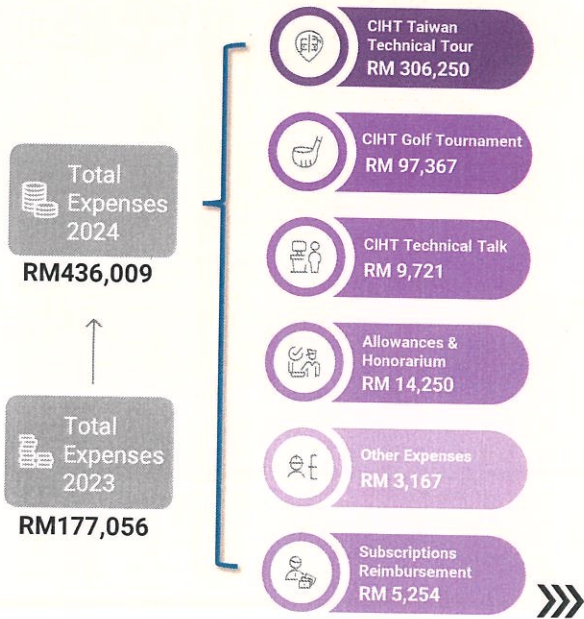 Total
Expenses
2024
RM436,009
Total
Expenses
2023
RM177,056
CIHT Taiwan
Technical Tour
RM 306,250
CIHT Golf Tournament
RM 97,367
CIHT Technical Talk
RM 9,721
Allowances &
Honorarium
RM 14,250
Other Expenses
RM 3,167
Subscriptions
Reimbursement
RM 5,254